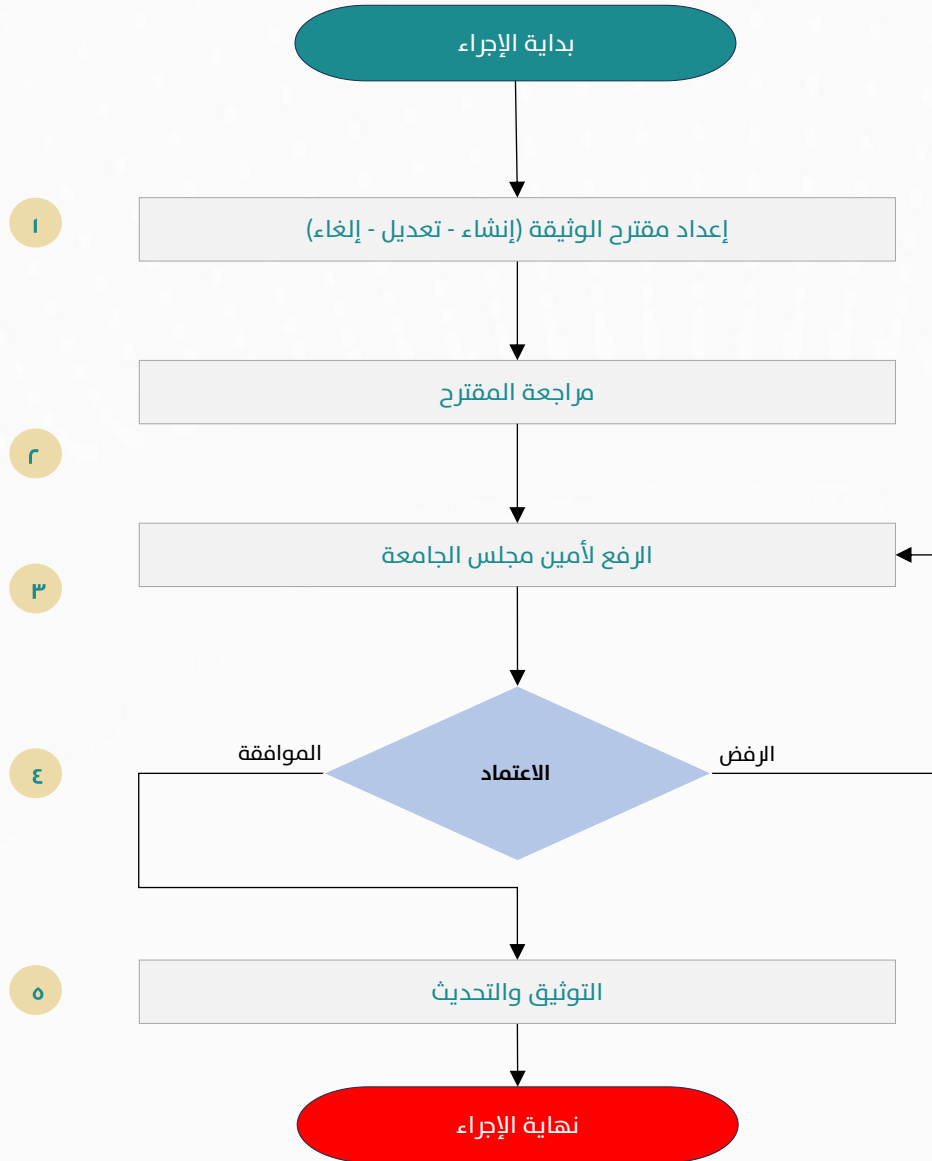 بداية الإجراء
١
إعداد مقترح الوثيقة (إنشاء - تعديل - إلغاء)
مراجعة المقترح
٢
الرفع لأمين مجلس الجامعة
٣
الموافقة
الرفض
الاعتماد
٤
التوثيق والتحديث
٥
نهاية الإجراء